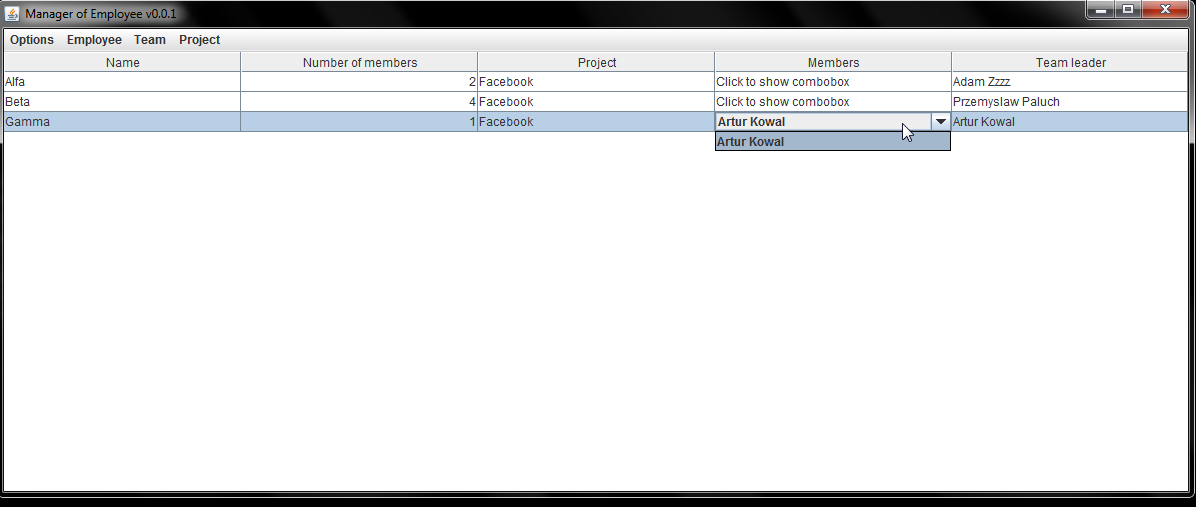 Manager of Employee v0.0.1
Options Employee Team Project
Name Number of members Project Members Team leader
Alfa 2 Facebook Click to show combobox Adam Zzzz
Beta 4 Facebook Click to show combobox Przemyslaw Paluch
Gamma 1 Facebook Artur Kowal Artur Kowal
Artur Kowal